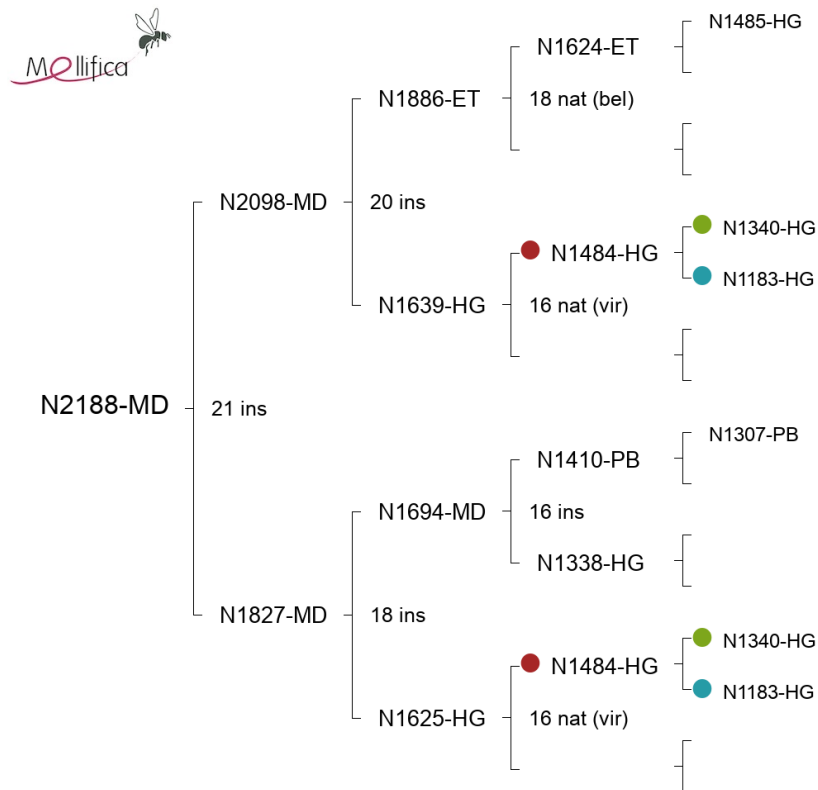 Mellifica
N1485-HG
N1624-ET
N1886-ET
18 nat (bel)
N2098-MD
20 ins
N1340-HG
N1484-HG
N1183-HG
N1639-HG
16 nat (vir)
N2188-MD
21 ins
N1307-PB
N1410-PB
N1694-MD
16 ins
N1338-HG
N1827-MD
18 ins
N1340-HG
N1484-HG
N1183-HG
N1625-HG
16 nat (vir)